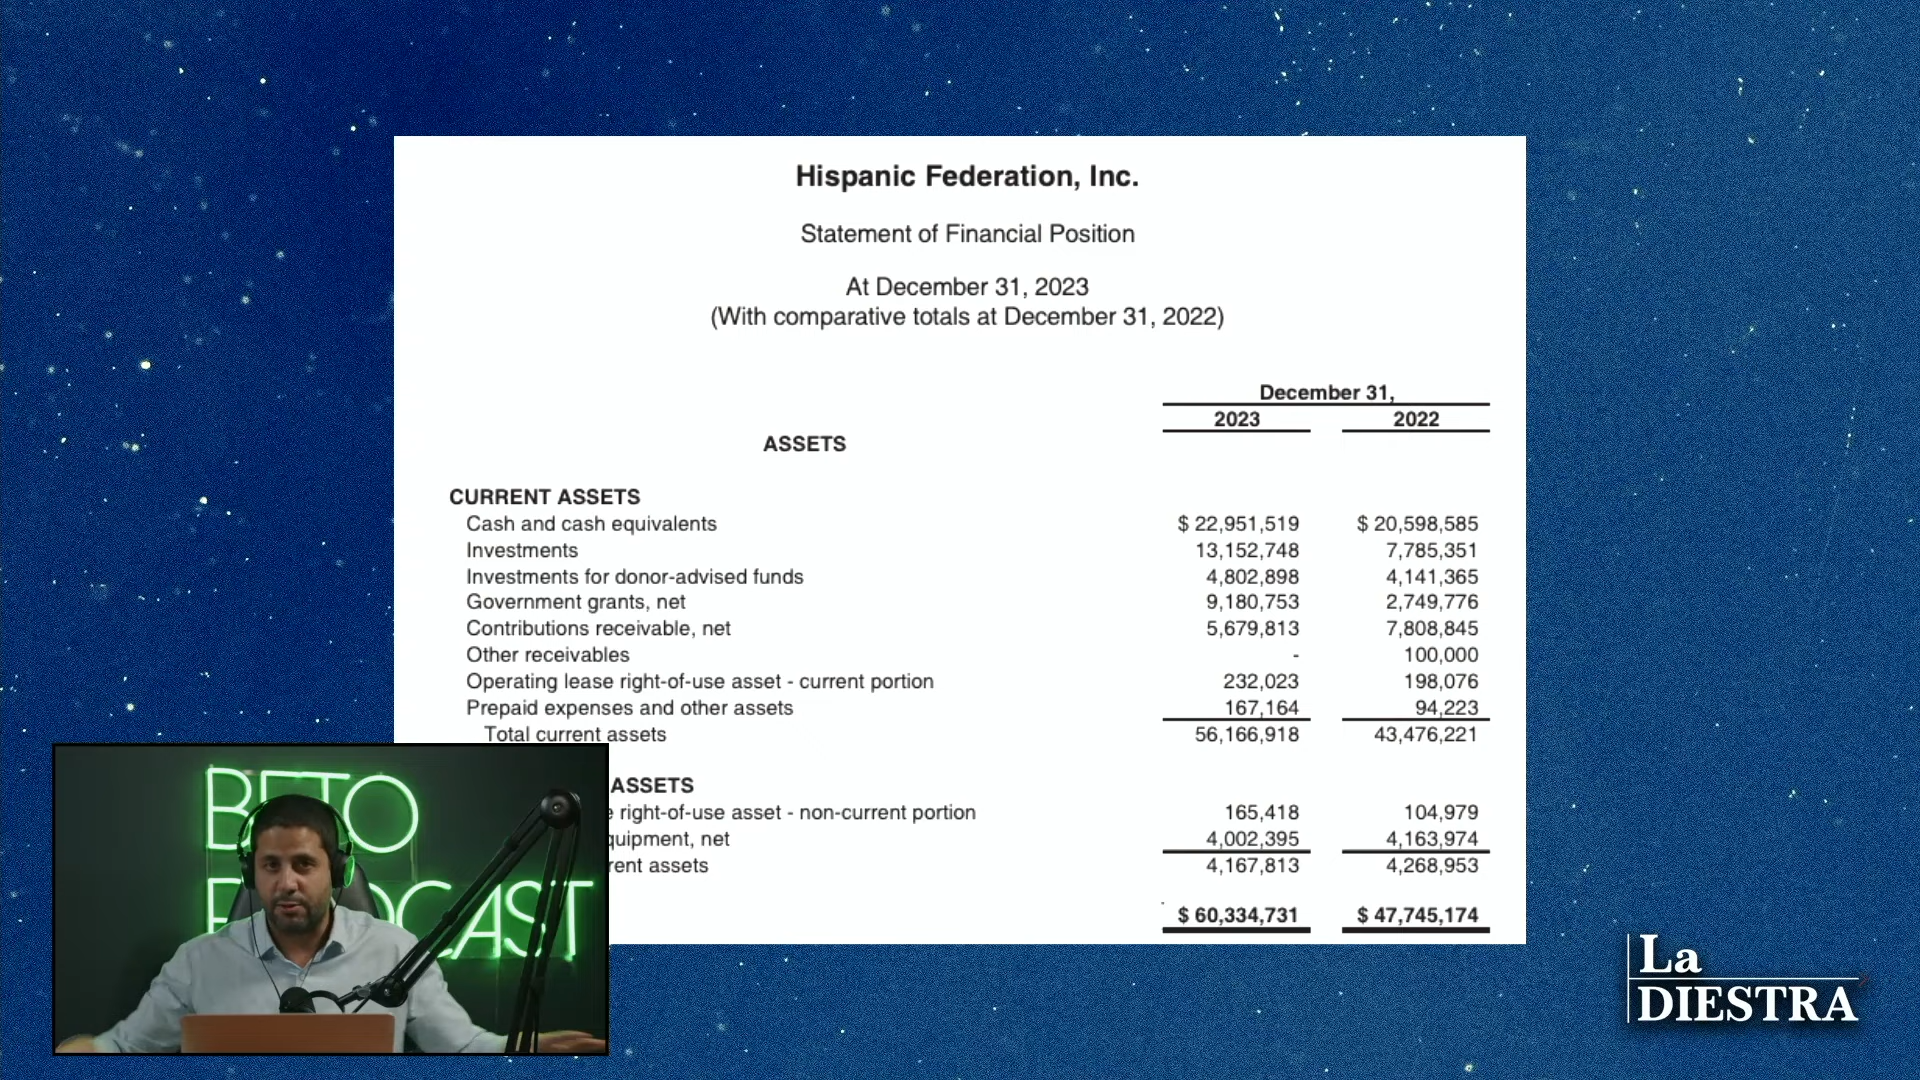 Hispanic Federation, Inc.
Statement of Financial Position
At December 31, 2023
(With comparative totals at December 31, 2022)
December 31,
2023 2022
ASSETS
CURRENT ASSETS
Cash and cash equivalents $ 22,951,519 $ 20,598,585
Investments 13,152,748 7,785,351
Investments for donor-advised funds 4,802,898 4,141,365
Government grants, net 9,180,753 2,749,776
Contributions receivable, net 5,679,813 7,808,845
Other receivables - 100,000
Operating lease right-of-use asset - current portion 232,023 198,076
Prepaid expenses and other assets 167,164 94,223
Total current assets 56,166,918 43,476,221
ASSETS
right-of-use asset - non-current portion 165,418 104,979
quipment, net 4,002,395 4,163,974
rent assets 4,167,813 4,268,953
$ 60,334,731 $ 47,745,174
BETO
La
DIESTRA